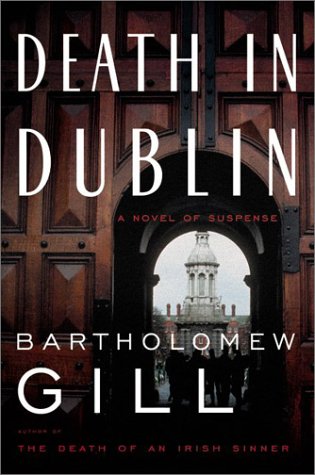 DEATH IN
DUBLIN
A NOVEL OF SUSPENSE
BARTHOLOMEW
GILL
AUTHOR OF
THE DEATH OF AN IRISH SINNER